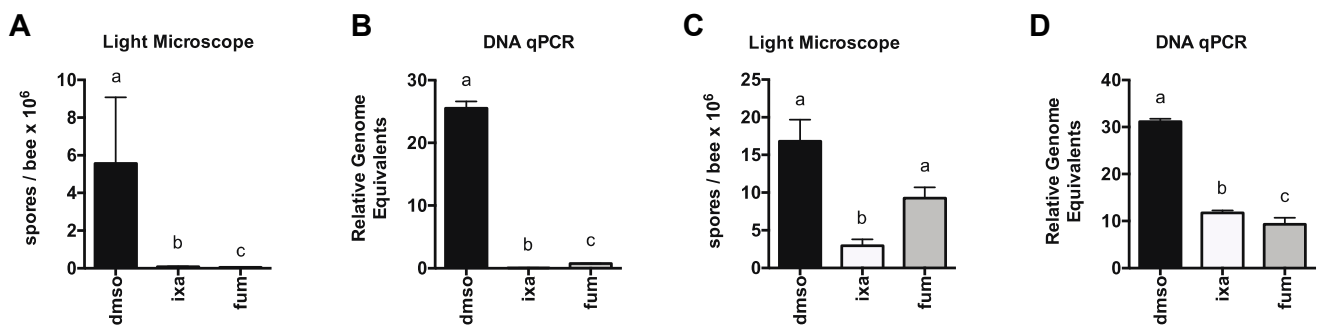 A
Light Microscope
spores / bee x 10⁶
10
8
6
4
2
0
a
b
c
dmso
ixa
fum
B
DNA qPCR
Relative Genome
Equivalents
30
20
10
0
a
b
c
dmso
ixa
fum
C
Light Microscope
spores / bee x 10⁶
25
20
15
10
5
0
a
b
a
dmso
ixa
fum
D
DNA qPCR
Relative Genome
Equivalents
40
30
20
10
0
a
b
c
dmso
ixa
fum